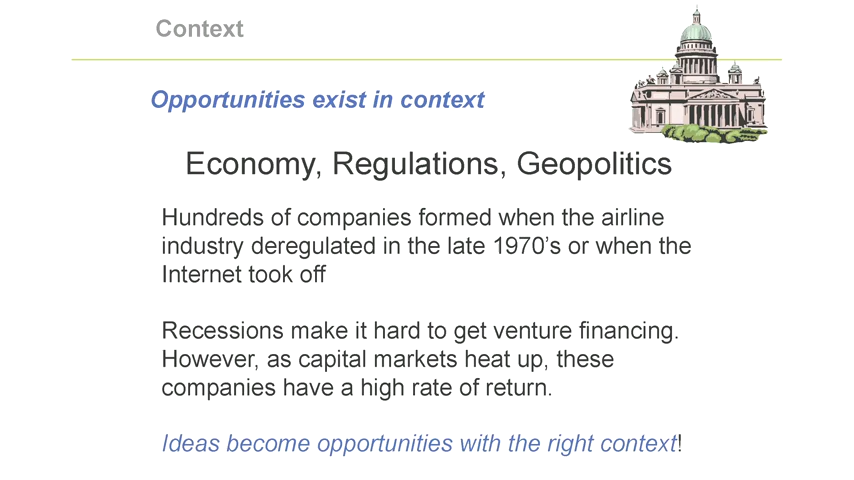 Context
Opportunities exist in context
Economy, Regulations, Geopolitics
Hundreds of companies formed when the airline
industry deregulated in the late 1970’s or when the
Internet took off
Recessions make it hard to get venture financing.
However, as capital markets heat up, these
companies have a high rate of return.
Ideas become opportunities with the right context!